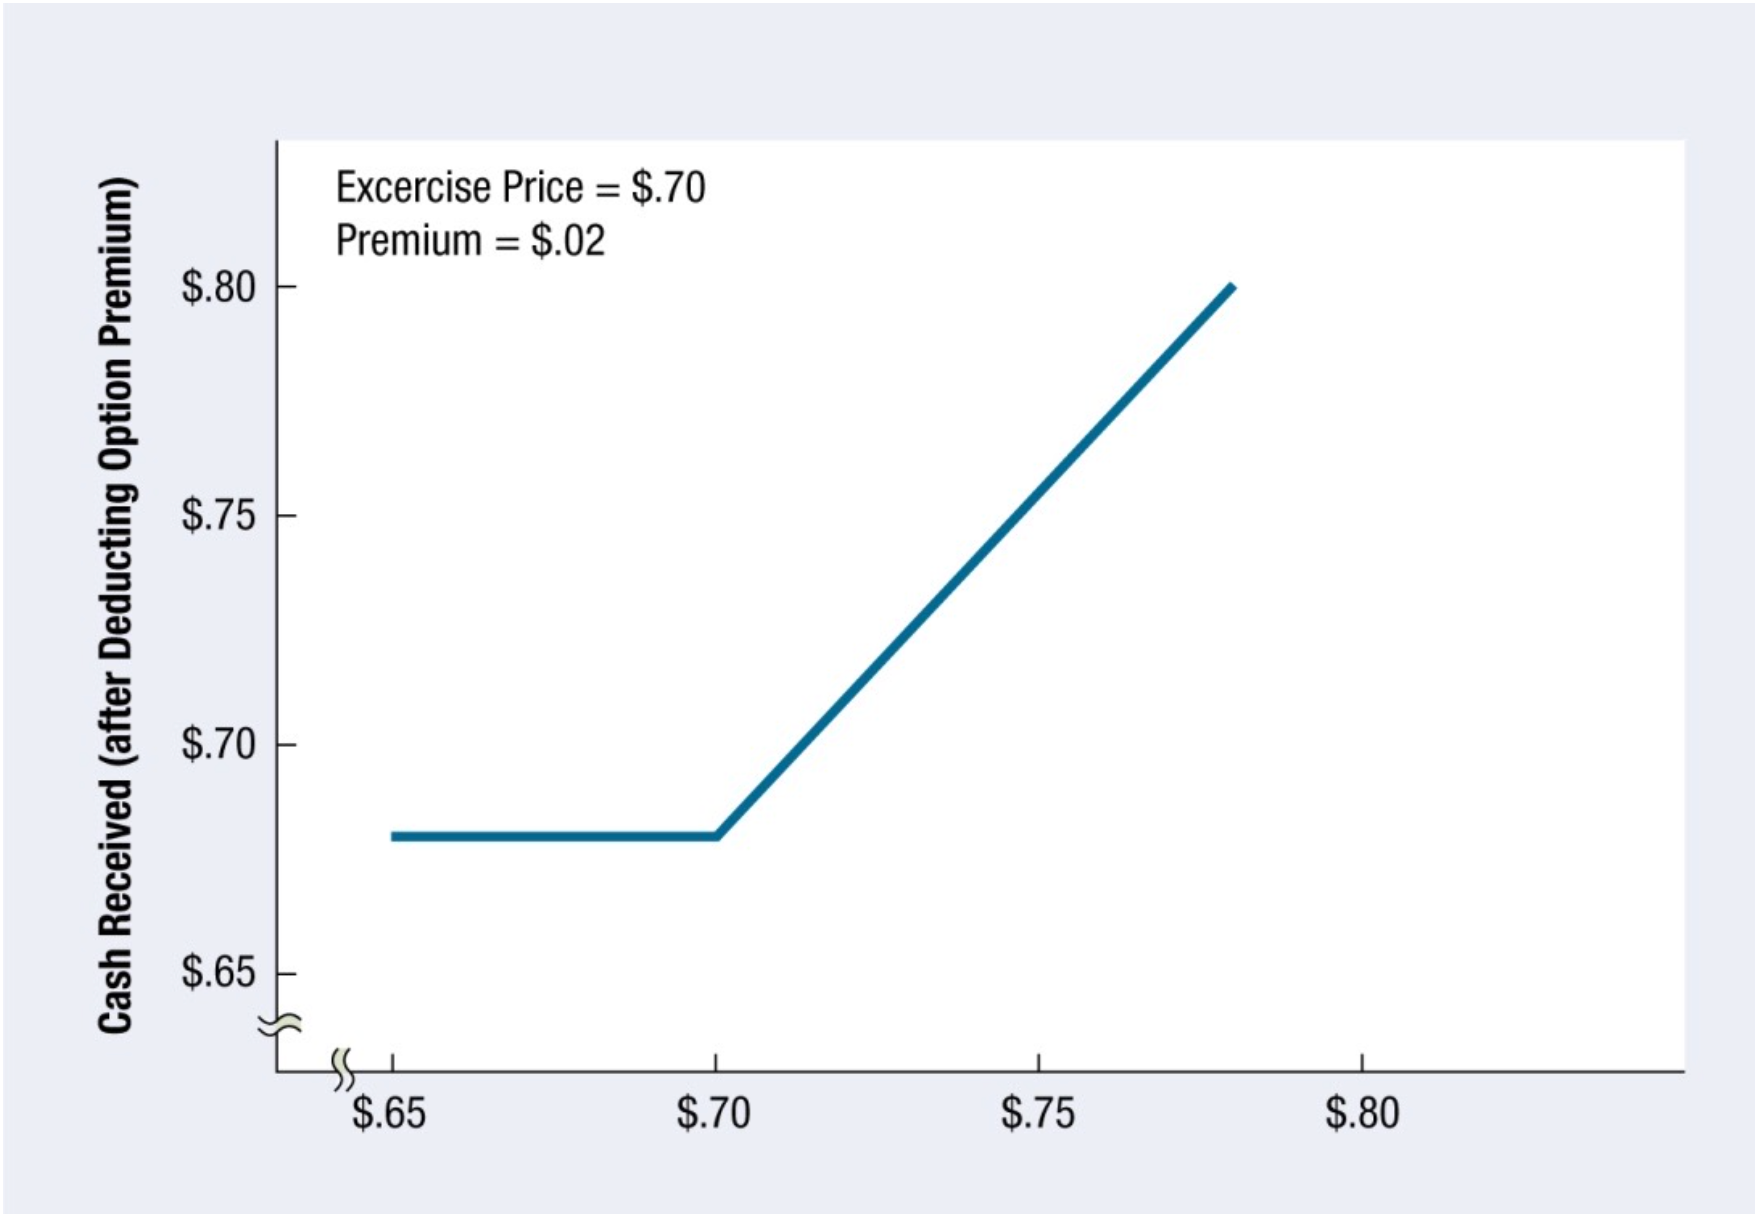 Excercise Price = $.70
Premium = $.02
Cash Received (after Deducting Option Premium)
$.80
$.75
$.70
$.65
$.65 $.70 $.75 $.80